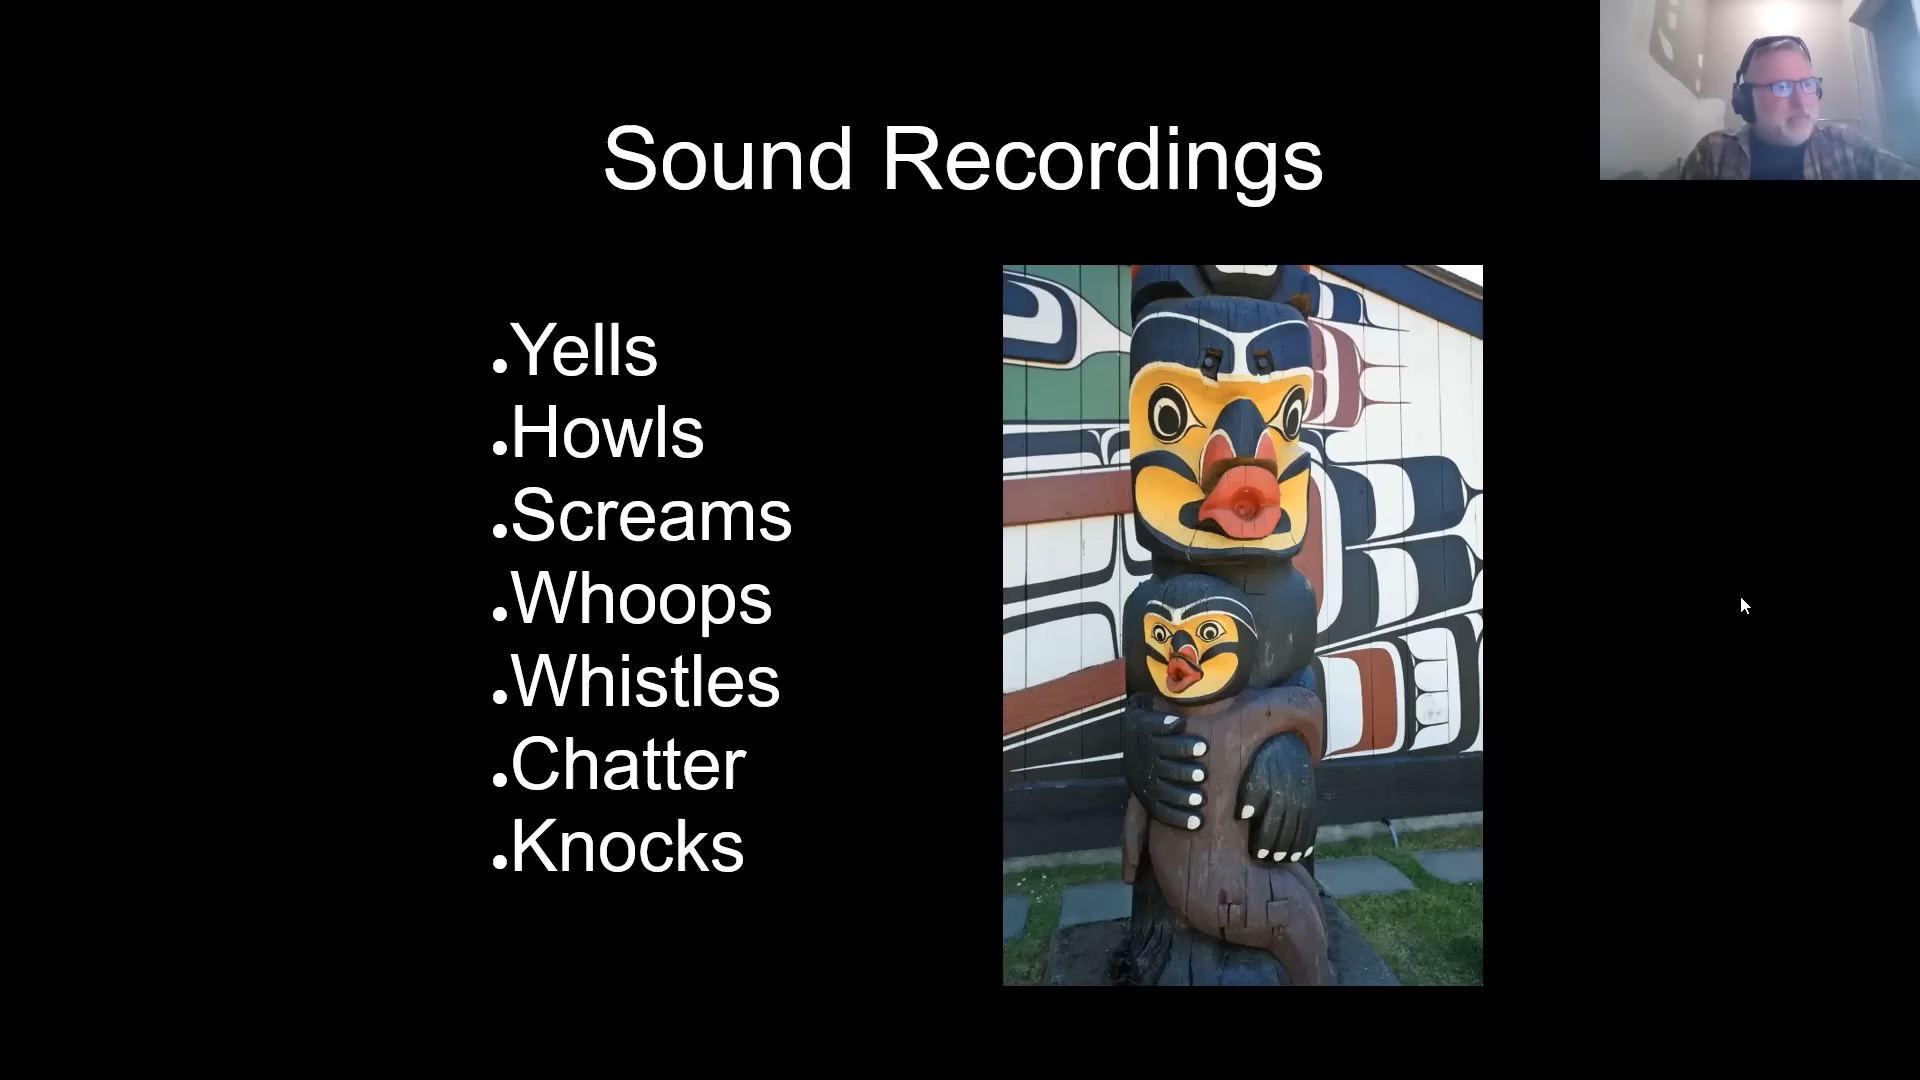 Sound Recordings
•Yells
•Howls
•Screams
•Whoops
•Whistles
•Chatter
•Knocks